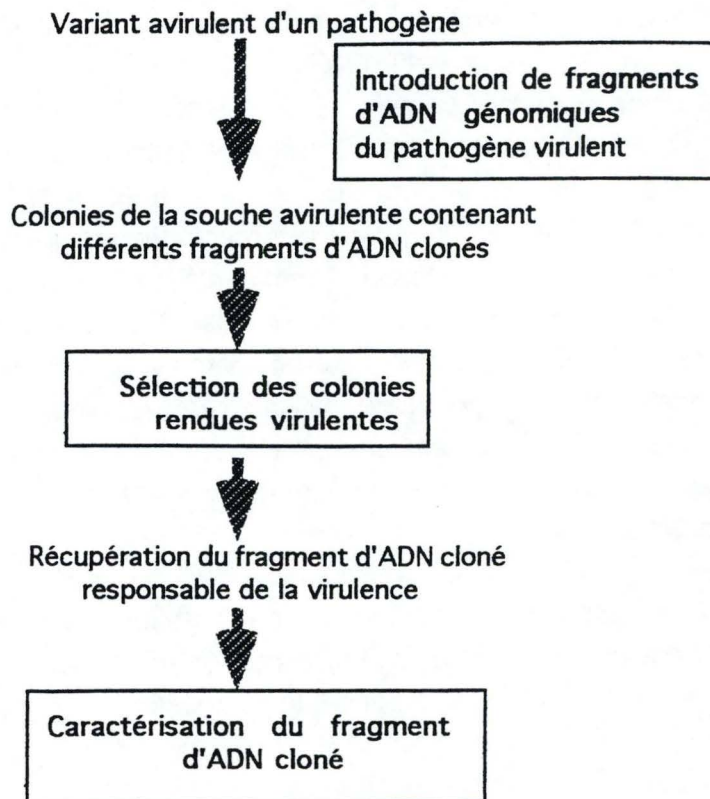 Variant avirulent d'un pathogène
Introduction de fragments
d'ADN génomiques
du pathogène virulent
Colonies de la souche avirulente contenant
différents fragments d'ADN clonés
Sélection des colonies
rendues virulentes
Récupération du fragment d'ADN cloné
responsable de la virulence
Caractérisation du fragment
d'ADN cloné